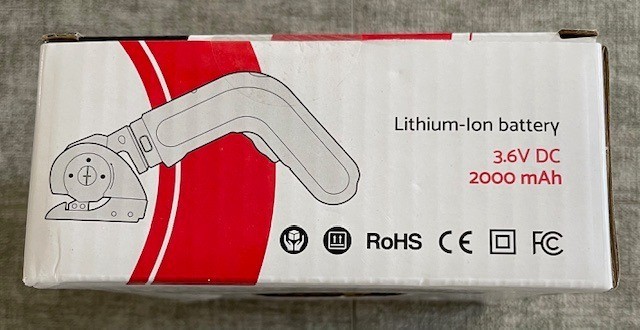 Lithium-Ion battery
3.6V DC
2000 mAh
RoHS CE FC